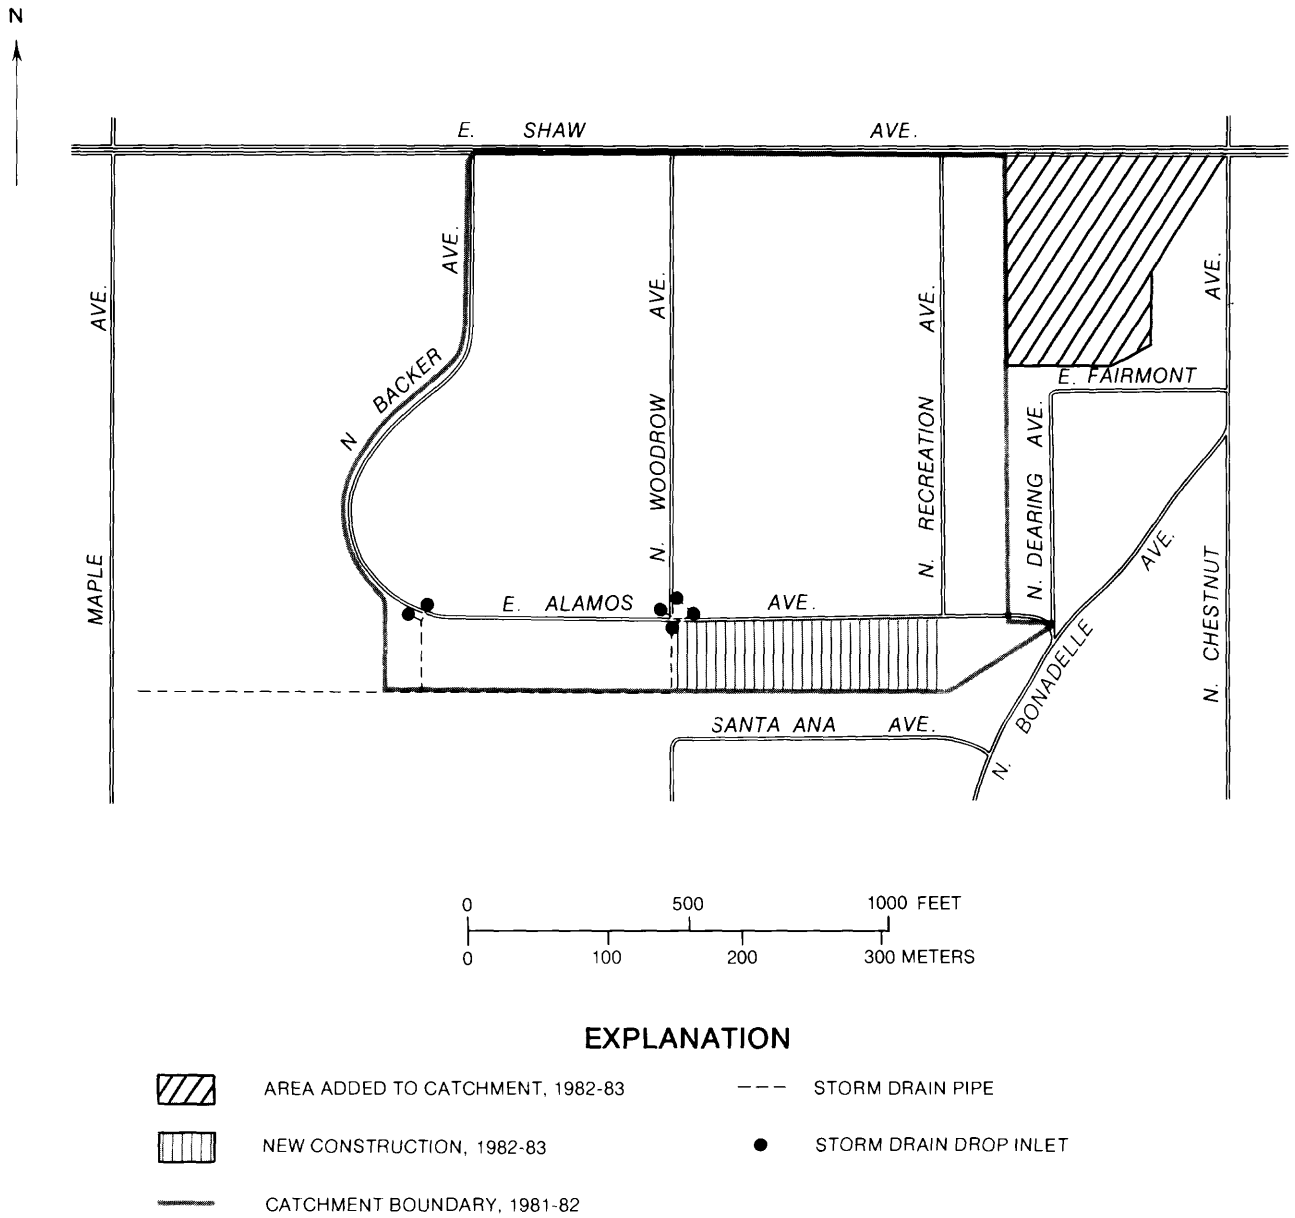 N
E. SHAW AVE.
MAPLE AVE.
N BACKER AVE.
N. WOODROW AVE.
N. RECREATION AVE.
N. DEARING AVE.
E. FAIRMONT
N. CHESTNUT AVE.
E. ALAMOS AVE.
N. BONADELLE AVE.
SANTA ANA AVE.
0 500 1000 FEET
0 100 200 300 METERS
EXPLANATION
AREA ADDED TO CATCHMENT, 1982-83
STORM DRAIN PIPE
NEW CONSTRUCTION, 1982-83
STORM DRAIN DROP INLET
CATCHMENT BOUNDARY, 1981-82